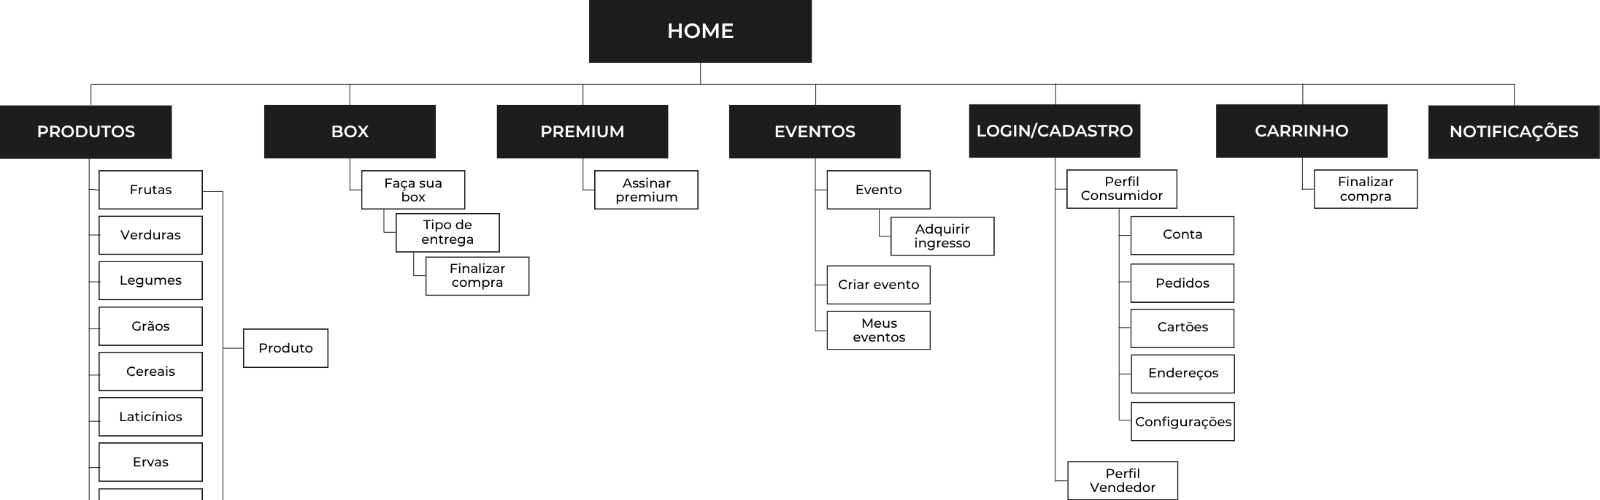 HOME
PRODUTOS
BOX
PREMIUM
EVENTOS
LOGIN/CADASTRO
CARRINHO
NOTIFICAÇÕES
Frutas
Verduras
Legumes
Grãos
Cereais
Laticínios
Ervas
Produto
Faça sua
box
Tipo de
entrega
Finalizar
compra
Assinar
premium
Evento
Adquirir
ingresso
Criar evento
Meus
eventos
Perfil
Consumidor
Conta
Pedidos
Cartões
Endereços
Configurações
Perfil
Vendedor
Finalizar
compra